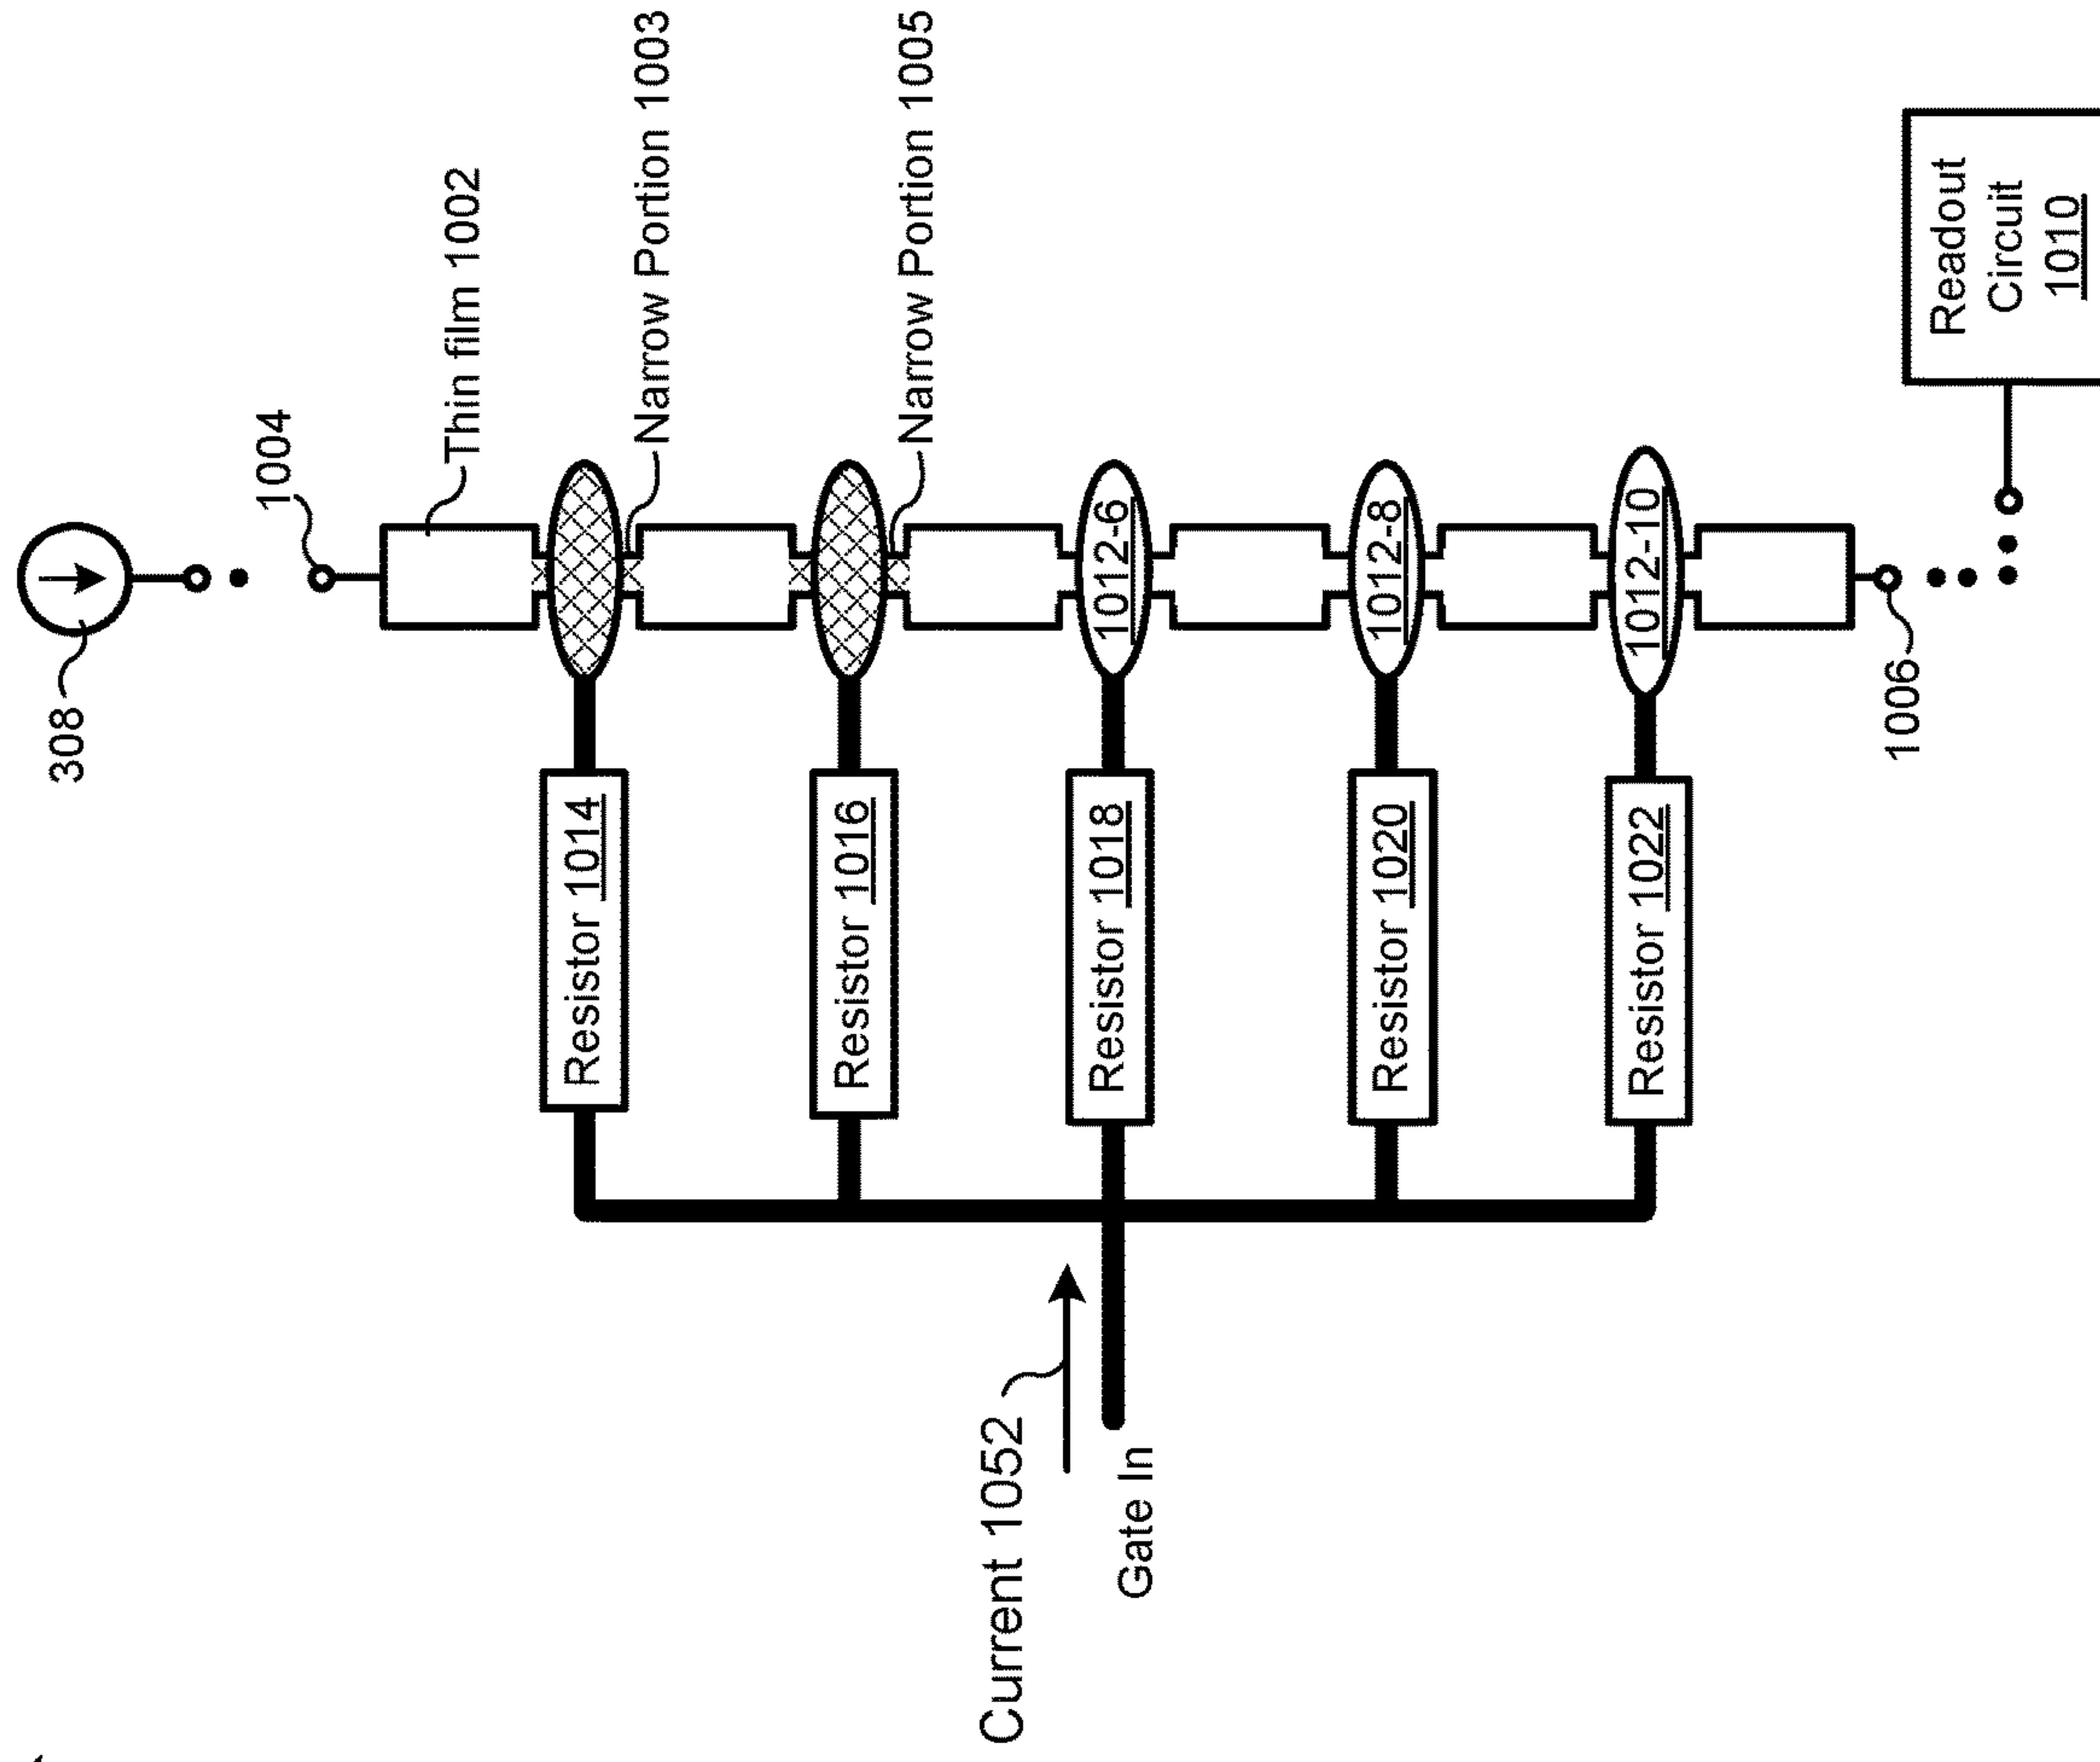 308
1004
Thin film 1002
Narrow Portion 1003
Narrow Portion 1005
Resistor 1014
Resistor 1016
Resistor 1018
Resistor 1020
Resistor 1022
1012-6
1012-8
1012-10
Current 1052
Gate In
1006
Readout
Circuit
1010